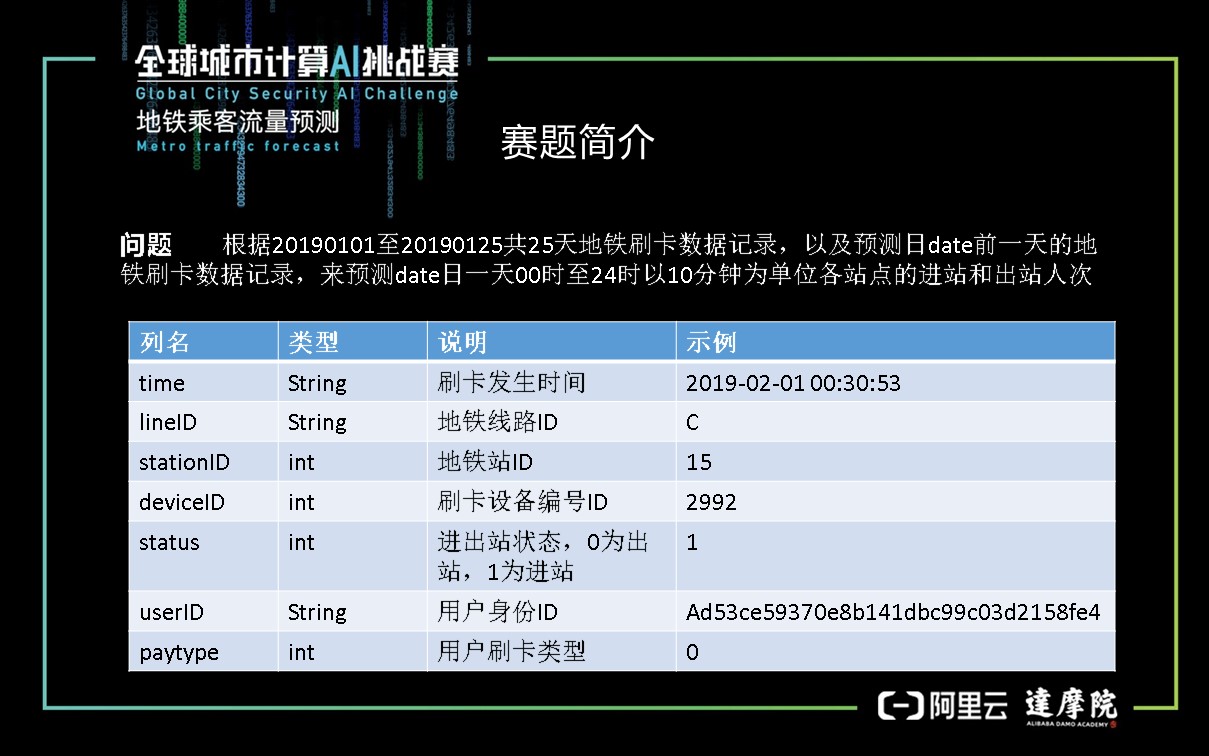 全球城市计算AI挑战赛
Global City Security AI Challenge
地铁乘客流量预测
Metro traffic forecast
赛题简介
问题 根据20190101至20190125共25天地铁刷卡数据记录，以及预测日date前一天的地
铁刷卡数据记录，来预测date日一天00时至24时以10分钟为单位各站点的进站和出站人次
列名 类型 说明 示例
time String 刷卡发生时间 2019-02-01 00:30:53
lineID String 地铁线路ID C
stationID int 地铁站ID 15
deviceID int 刷卡设备编号ID 2992
status int 进出站状态，0为出 1
站，1为进站
userID String 用户身份ID Ad53ce59370e8b141dbc99c03d2158fe4
paytype int 用户刷卡类型 0
阿里云 達摩院
ALIBABA DAMO ACADEMY